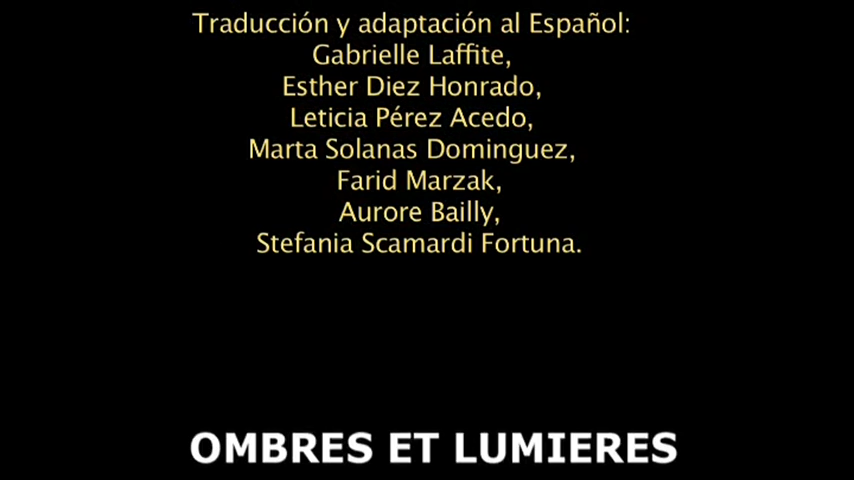 Traducción y adaptación al Español:
Gabrielle Laffite,
Esther Diez Honrado,
Leticia Pérez Acedo,
Marta Solanas Dominguez,
Farid Marzak,
Aurore Bailly,
Stefania Scamardi Fortuna.
OMBRES ET LUMIERES